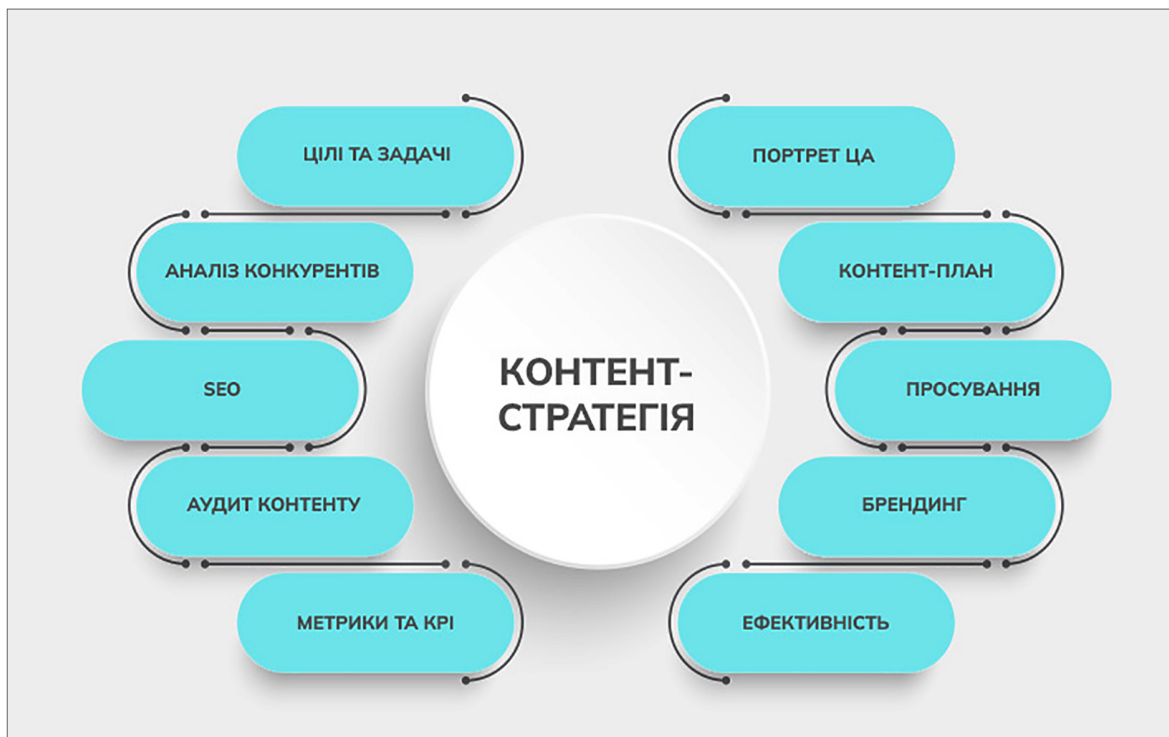 ЦІЛІ ТА ЗАДАЧІ
АНАЛІЗ КОНКУРЕНТІВ
SEO
АУДИТ КОНТЕНТУ
МЕТРИКИ ТА КРІ
КОНТЕНТ-
СТРАТЕГІЯ
ПОРТРЕТ ЦА
КОНТЕНТ-ПЛАН
ПРОСУВАННЯ
БРЕНДИНГ
ЕФЕКТИВНІСТЬ